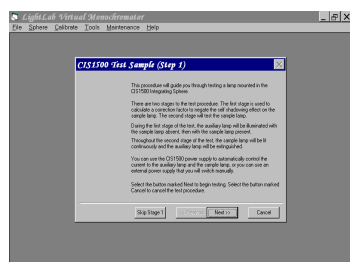 LightLab Virtual Monochromator
File Sphere Calibrate Tools Maintenance Help
CIS1500 Test Sample (Step 1)
This procedure will guide you through testing a lamp mounted in the
CIS1500 Integrating Sphere.
There are two stages to the test procedure. The first stage is used to
calculate a correction factor to negate the self shadowing effect on the
sample lamp. The second stage will test the sample lamp.
During the first stage of the test, the auxiliary lamp will be illuminated with
the sample lamp absent, then with the sample lamp present.
Throughout the second stage of the test, the sample lamp will be lit
continuously and the auxiliary lamp will be extinguished.
You can use the CIS1500 power supply to automatically control the
current to the auxiliary lamp and the sample lamp, or you can use an
external power supply that you will switch manually.
Select the button marked Next to begin testing. Select the button marked
Cancel to cancel the test procedure.
Skip Stage 1 Next >> Cancel